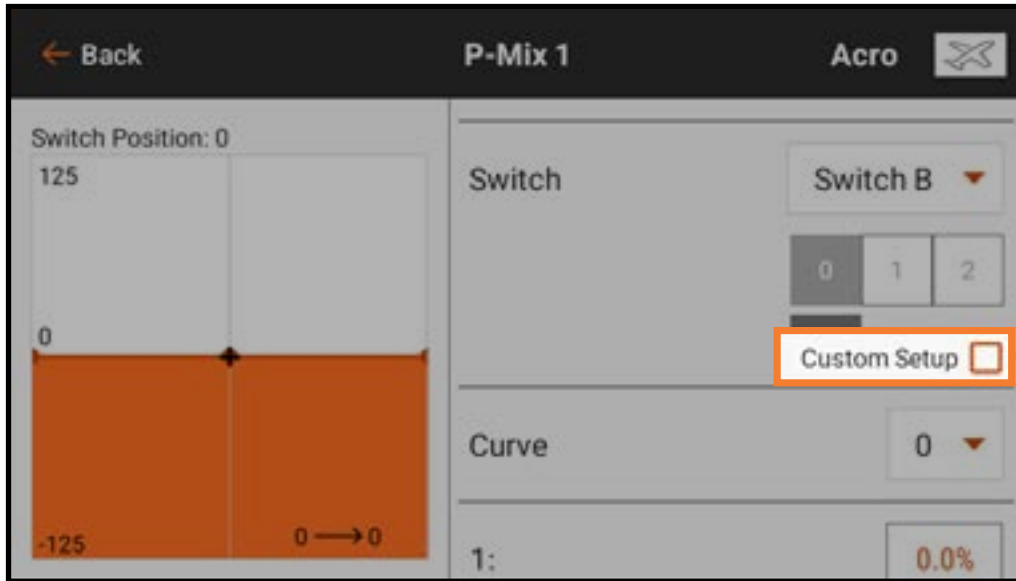 Back
P-Mix 1
Acro
Switch Position: 0
125
0
-125
0 → 0
Switch
Switch B
0 1 2
Custom Setup
Curve
0
1:
0.0%